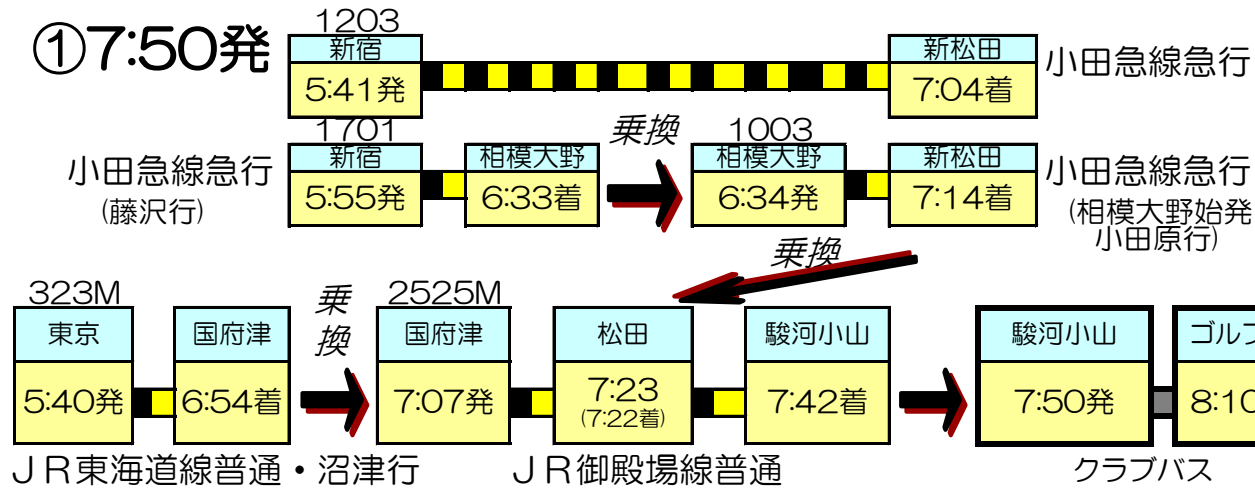 ①7:50発
1203
新宿
5:41発
新松田
7:04着
小田急線急行
小田急線急行
(藤沢行)
1701
新宿
5:55発
相模大野
6:33着
乗換
1003
相模大野
6:34発
新松田
7:14着
小田急線急行
(相模大野始発
小田原行)
乗換
323M
東京
5:40発
国府津
6:54着
乗
換
2525M
国府津
7:07発
松田
7:23
(7:22着)
駿河小山
7:42着
駿河小山
7:50発
ゴルフ
8:10
JR東海道線普通・沼津行
JR御殿場線普通
クラブバス